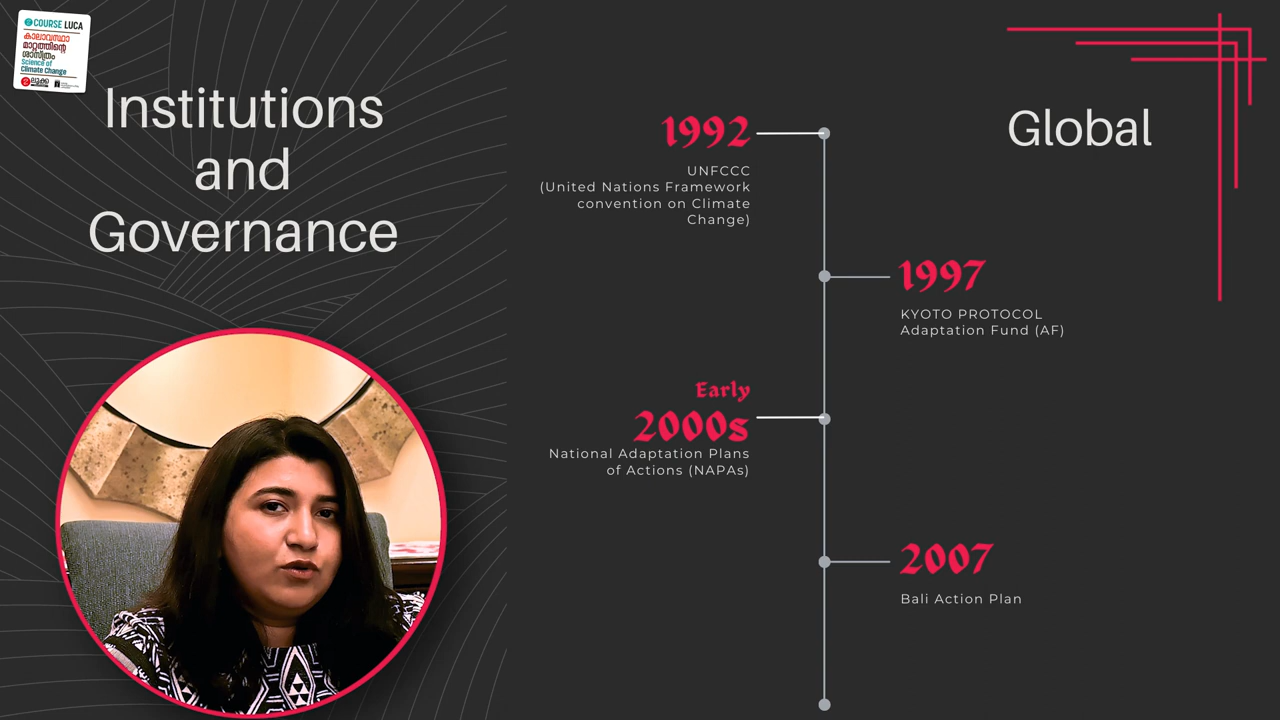 COURSE LUCA
കാലാവസ്ഥാ
മാറ്റത്തിന്റെ
ശാസ്ത്രം
Science of
Climate Change
ലൂക്ക
Institutions
and
Governance
Global
1992
UNFCCC
(United Nations Framework
convention on Climate
Change)
1997
KYOTO PROTOCOL
Adaptation Fund (AF)
Early
2000s
National Adaptation Plans
of Actions (NAPAs)
2007
Bali Action Plan